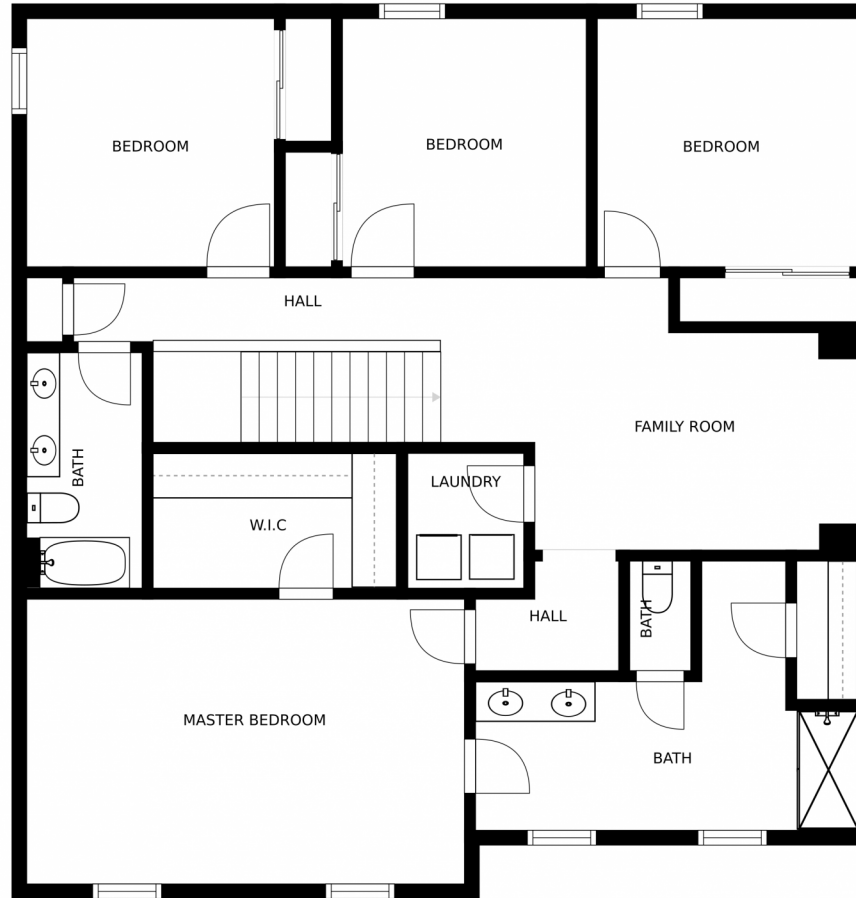 BEDROOM
BEDROOM
BEDROOM
HALL
FAMILY ROOM
BATH
LAUNDRY
W.I.C
HALL
BATH
MASTER BEDROOM
BATH